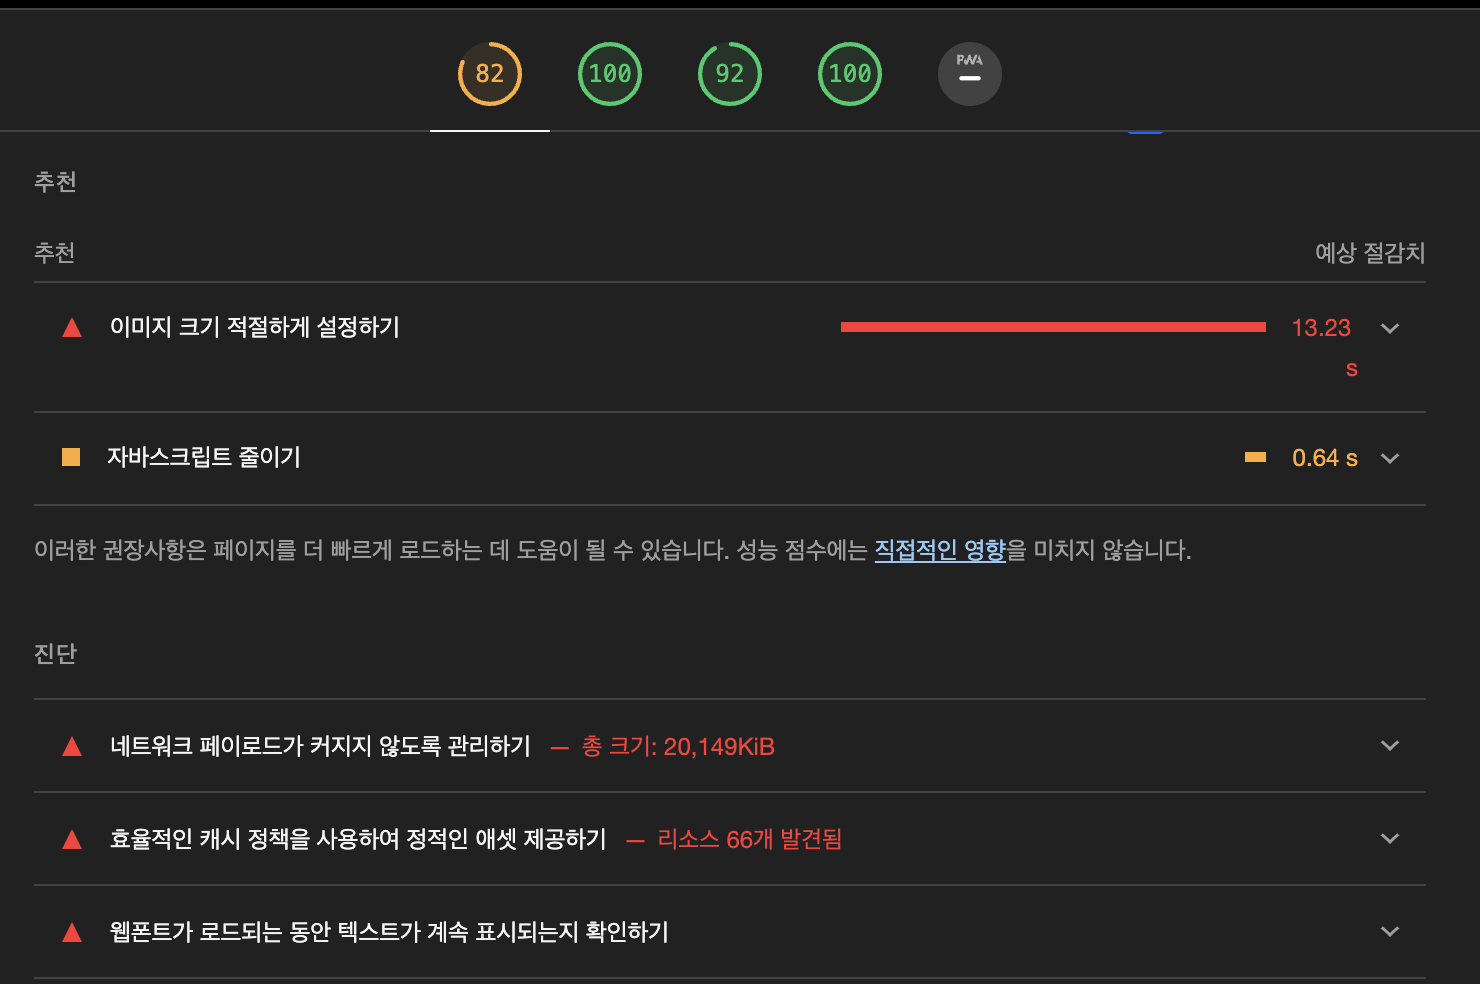 82 100 92 100 PWA
추천
추천 예상 절감치
이미지 크기 적절하게 설정하기 13.23
s
자바스크립트 줄이기 0.64 s
이러한 권장사항은 페이지를 더 빠르게 로드하는 데 도움이 될 수 있습니다. 성능 점수에는 직접적인 영향을 미치지 않습니다.
진단
네트워크 페이로드가 커지지 않도록 관리하기 — 총 크기: 20,149KiB
효율적인 캐시 정책을 사용하여 정적인 애셋 제공하기 — 리소스 66개 발견됨
웹폰트가 로드되는 동안 텍스트가 계속 표시되는지 확인하기